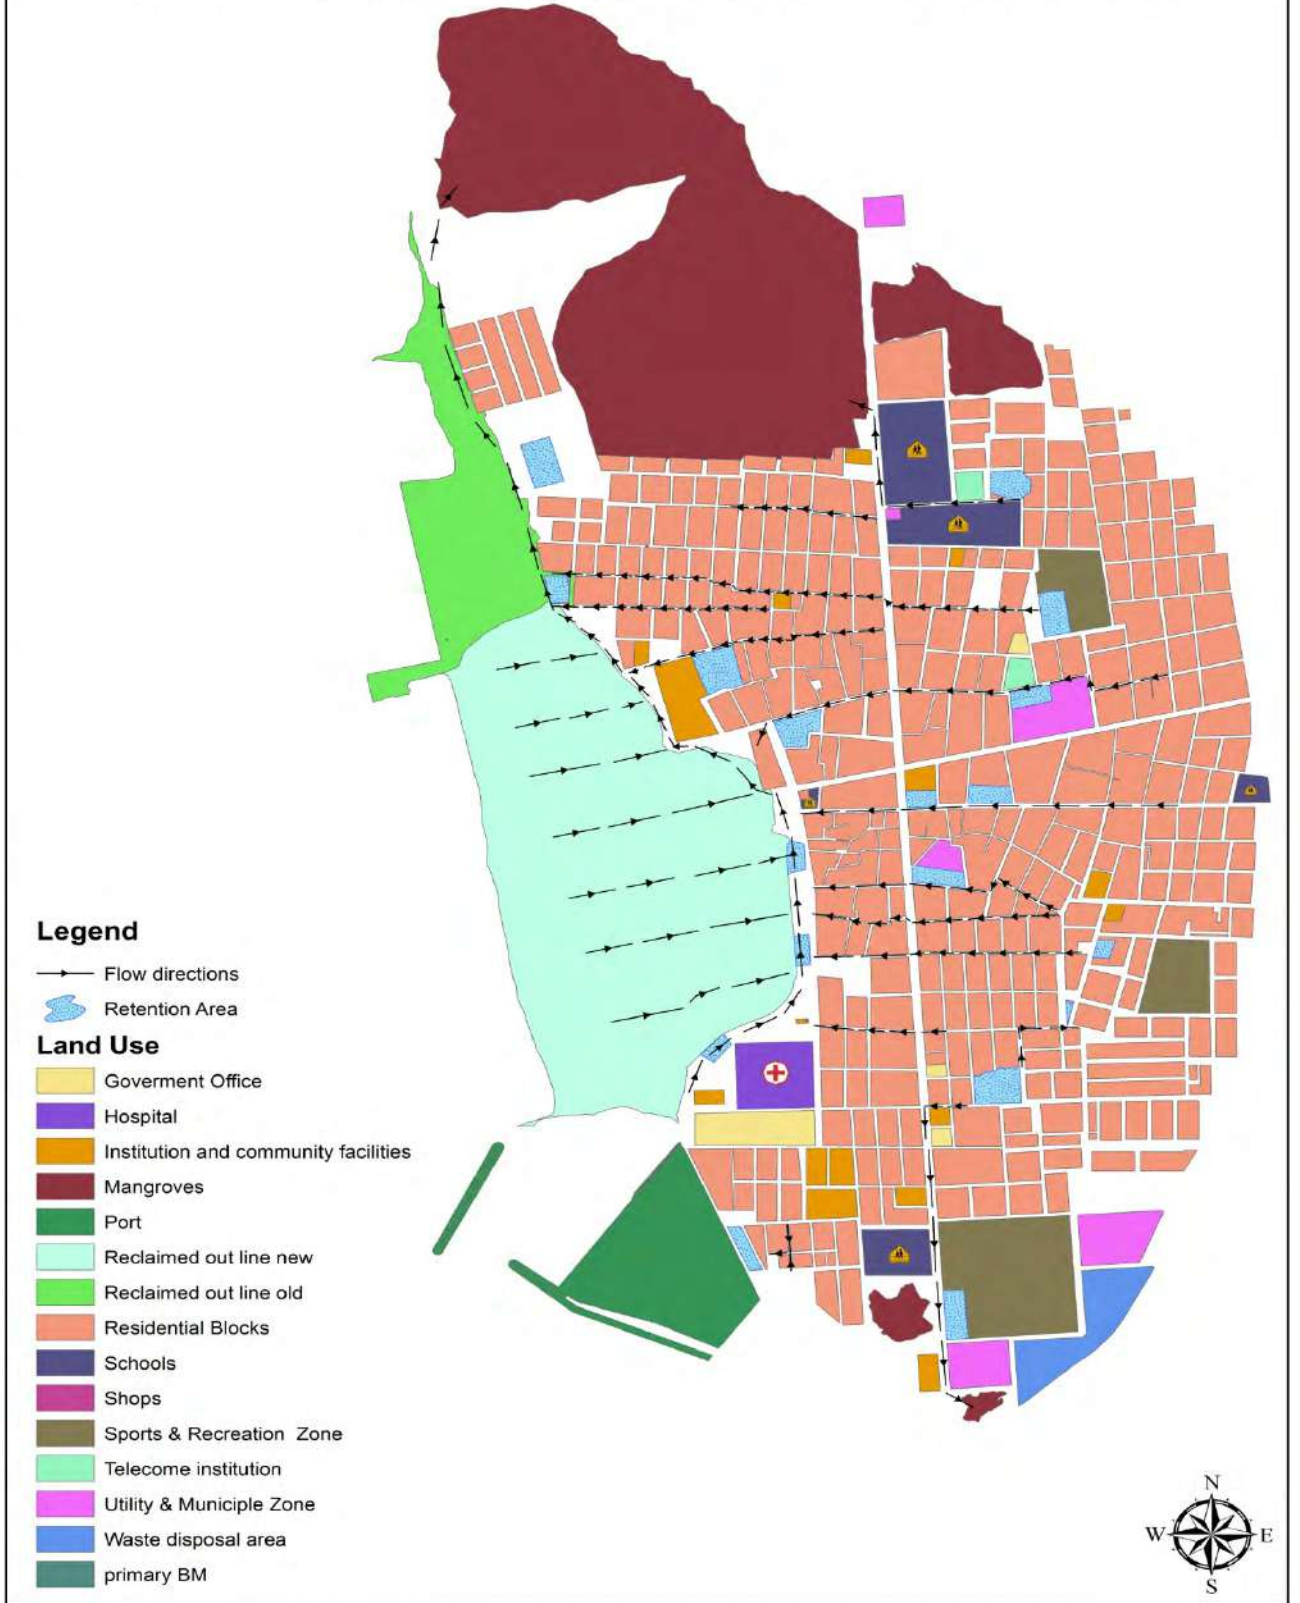 Legend
Flow directions
Retention Area
Land Use
Goverment Office
Hospital
Institution and community facilities
Mangroves
Port
Reclaimed out line new
Reclaimed out line old
Residential Blocks
Schools
Shops
Sports & Recreation Zone
Telecome institution
Utility & Municiple Zone
Waste disposal area
primary BM
N
W E
S